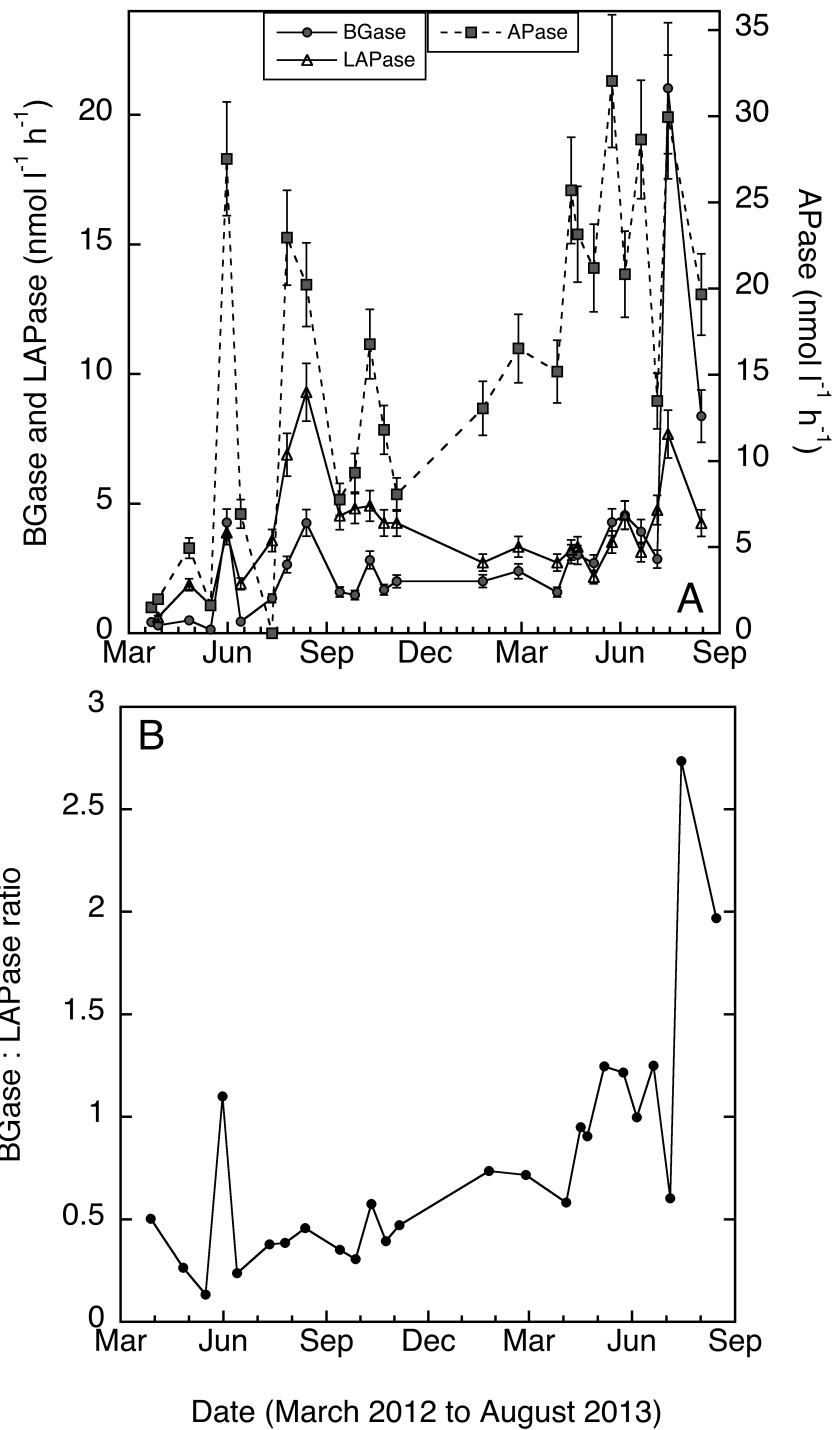 BGase
LAPase
APase
BGase and LAPase (nmol l-1 h-1)
20
15
10
5
0
35
30
25
20
15
10
5
0
APase (nmol l-1 h-1)
A
Mar Jun Sep Dec Mar Jun Sep
B
3
2.5
2
1.5
1
0.5
0
BGase : LAPase ratio
Mar Jun Sep Dec Mar Jun Sep
Date (March 2012 to August 2013)